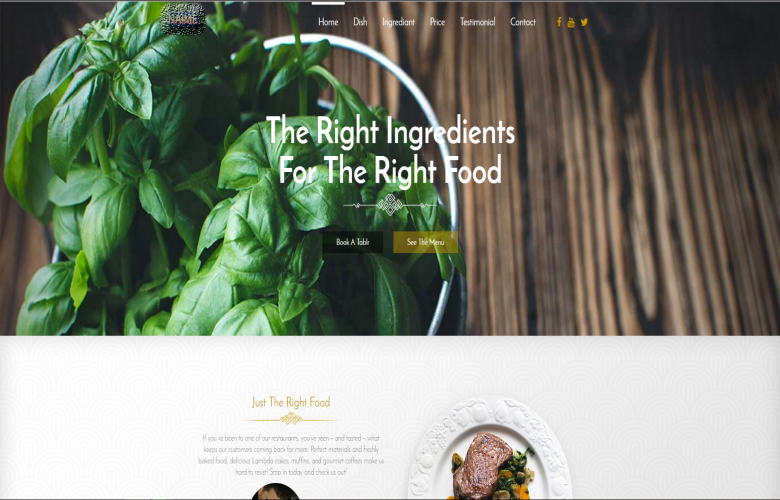 Home Dish Ingrediant Price Testimonial Contact
The Right Ingredients
For The Right Food
Book A Tablr See The Menu
Just The Right Food
If you've been to one of our restaurants, you've seen – and tasted – what
keeps our customers coming back for more. Perfect materials and freshly
baked food, delicious Lambda cakes, muffins, and gourmet coffees make us
hard to resist! Stop in today and check us out!